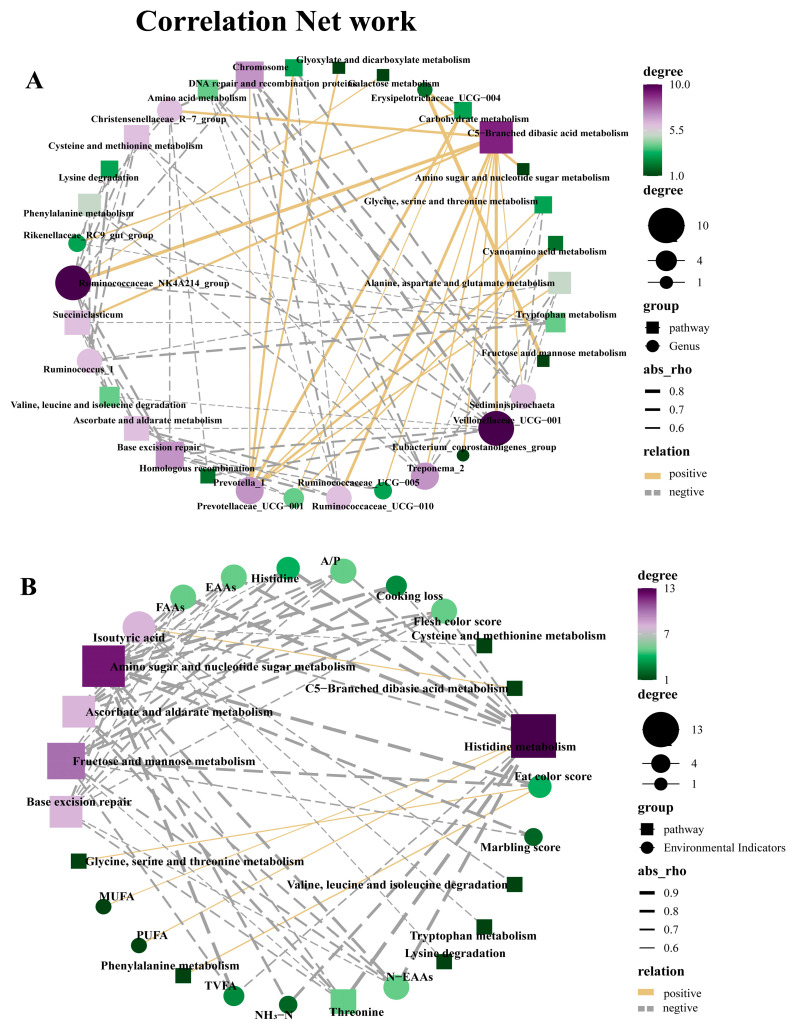 Correlation Net work
A
Chromosome
Glyoxylate and dicarboxylate metabolism
DNA repair and recombination proteins
Galactose metabolism
Amino acid metabolism
Erysipelotrichaceae_UCG−004
Christensenellaceae_R−7_group
Carbohydrate metabolism
C5−Branched dibasic acid metabolism
Cysteine and methionine metabolism
Lysine degradation
Amino sugar and nucleotide sugar metabolism
Phenylalanine metabolism
Glycine, serine and threonine metabolism
Rikenellaceae_RC9_gut_group
Cyanoamino acid metabolism
Ruminococcaceae_NK4A214_group
Alanine, aspartate and glutamate metabolism
Succiniclasticum
Tryptophan metabolism
Ruminococcus_1
Fructose and mannose metabolism
Valine, leucine and isoleucine degradation
Sediminispirochaeta
Ascorbate and aldarate metabolism
Veillonellaceae_UCG−001
Base excision repair
Eubacterium_coprostanoligenes_group
Homologous recombination
Treponema_2
Prevotella_1
Ruminococcaceae_UCG−005
Prevotellaceae_UCG−001
Ruminococcaceae_UCG−010
degree
10.0
5.5
1.0
degree
10
4
1
group
pathway
Genus
abs_rho
0.8
0.7
0.6
relation
positive
negtive
B
A/P
Histidine
EAAs
Cooking loss
FAAs
Flesh color score
Isoutyric acid
Cysteine and methionine metabolism
Amino sugar and nucleotide sugar metabolism
C5−Branched dibasic acid metabolism
Ascorbate and aldarate metabolism
Histidine metabolism
Fructose and mannose metabolism
Fat color score
Base excision repair
Marbling score
Glycine, serine and threonine metabolism
Valine, leucine and isoleucine degradation
MUFA
PUFA
Tryptophan metabolism
Lysine degradation
Phenylalanine metabolism
N−EAAs
TVFA
NH₃−N
Threonine
degree
13
7
1
degree
13
4
1
group
pathway
Environmental Indicators
abs_rho
0.9
0.8
0.7
0.6
relation
positive
negtive